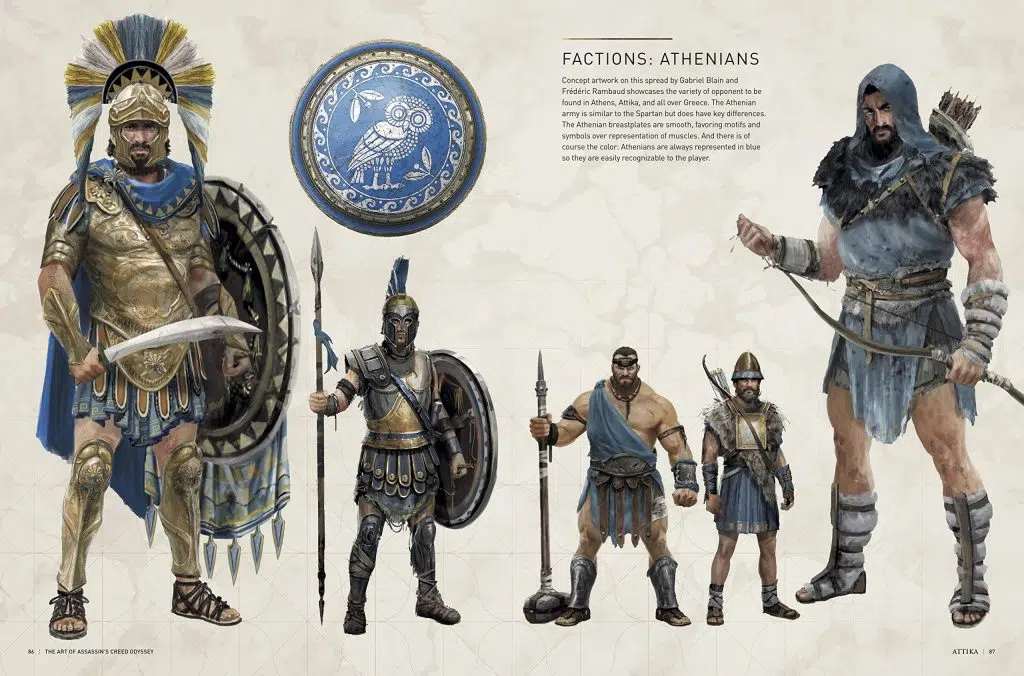 FACTIONS: ATHENIANS
Concept artwork on this spread by Gabriel Blain and
Frédéric Rambaud showcases the variety of opponent to be
found in Athens, Attika, and all over Greece. The Athenian
army is similar to the Spartan but does have key differences.
The Athenian breastplates are smooth, favoring motifs and
symbols over representation of muscles. And there is of
course the color: Athenians are always represented in blue
so they are easily recognizable to the player.
86 | THE ART OF ASSASSIN'S CREED ODYSSEY
ATTIKA | 87